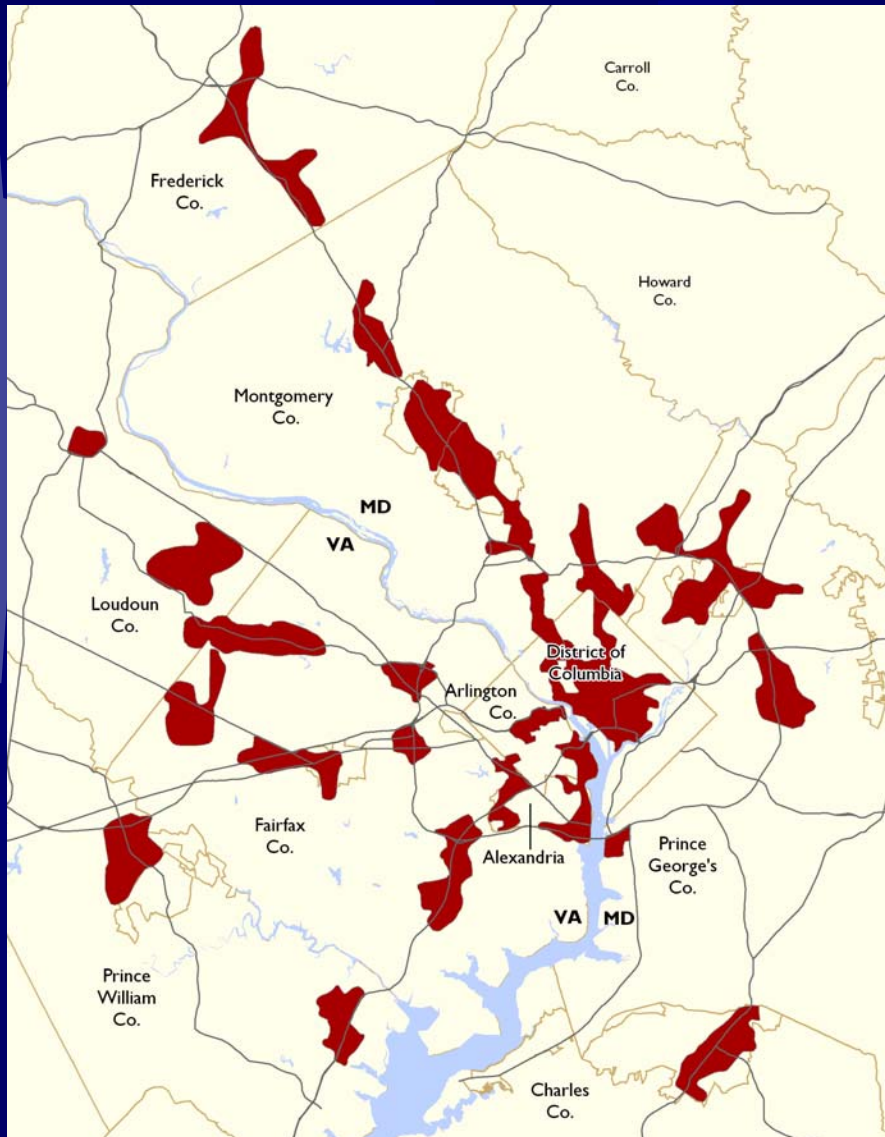 Carroll
Co.
Frederick
Co.
Howard
Co.
Montgomery
Co.
MD
VA
Loudoun
Co.
District of
Columbia
Arlington
Co.
Fairfax
Co.
Alexandria
Prince
George's
Co.
VA
MD
Prince
William
Co.
Charles
Co.